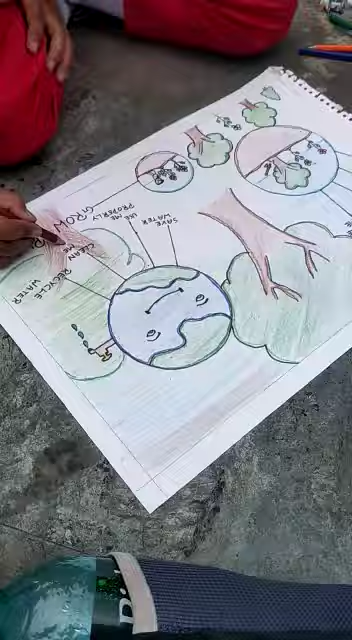 SAVE
WATER
USE ME
PROPERLY
GROW
CLEAN
RECYCLE
WATER